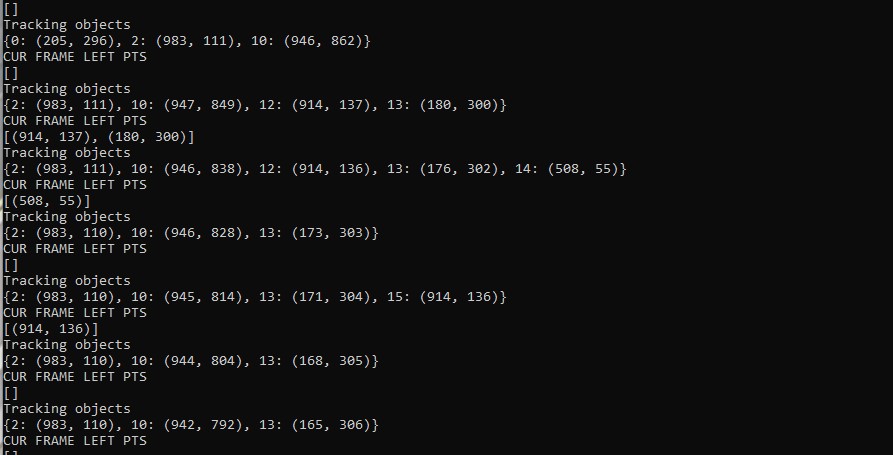 []
Tracking objects
{0: (205, 296), 2: (983, 111), 10: (946, 862)}
CUR FRAME LEFT PTS
[]
Tracking objects
{2: (983, 111), 10: (947, 849), 12: (914, 137), 13: (180, 300)}
CUR FRAME LEFT PTS
[(914, 137), (180, 300)]
Tracking objects
{2: (983, 111), 10: (946, 838), 12: (914, 136), 13: (176, 302), 14: (508, 55)}
CUR FRAME LEFT PTS
[(508, 55)]
Tracking objects
{2: (983, 110), 10: (946, 828), 13: (173, 303)}
CUR FRAME LEFT PTS
[]
Tracking objects
{2: (983, 110), 10: (945, 814), 13: (171, 304), 15: (914, 136)}
CUR FRAME LEFT PTS
[(914, 136)]
Tracking objects
{2: (983, 110), 10: (944, 804), 13: (168, 305)}
CUR FRAME LEFT PTS
[]
Tracking objects
{2: (983, 110), 10: (942, 792), 13: (165, 306)}
CUR FRAME LEFT PTS
[]